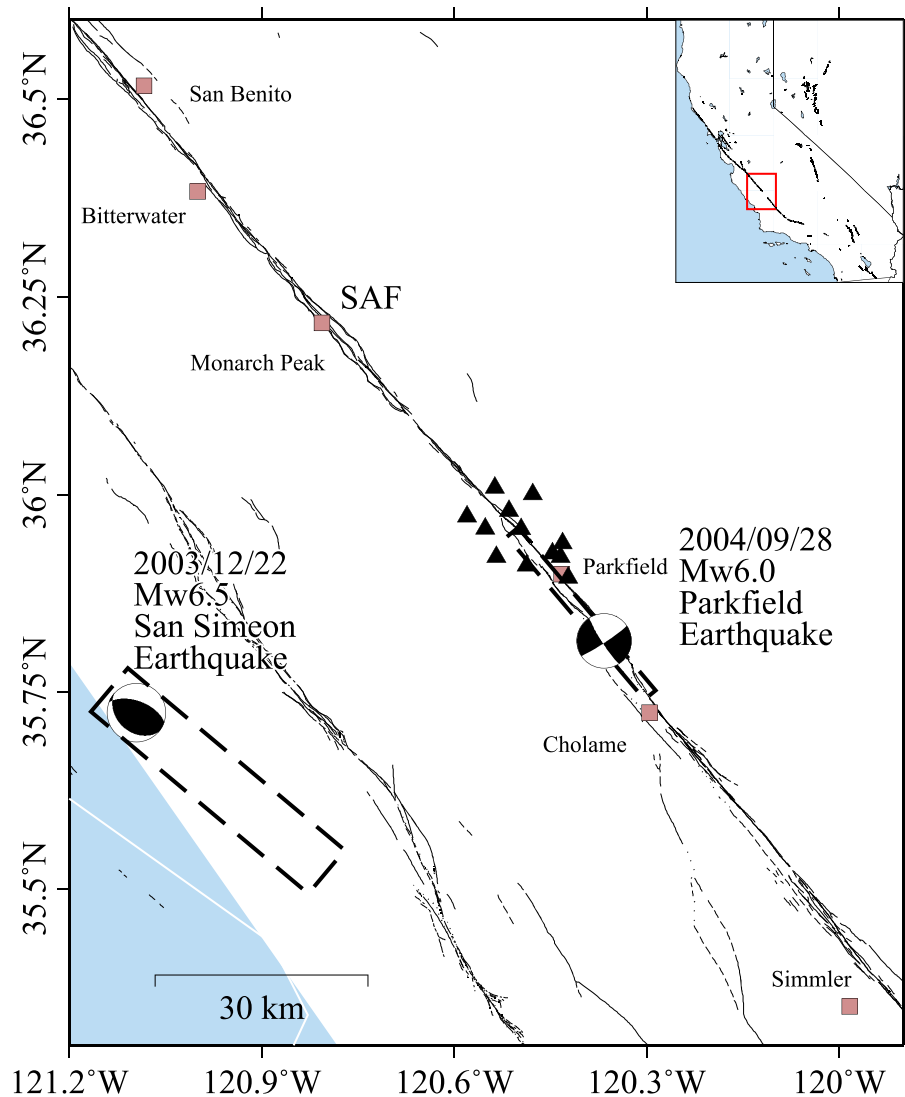 36.5°N
36.25°N
36°N
35.75°N
35.5°N
San Benito
Bitterwater
SAF
Monarch Peak
2003/12/22
Mw6.5
San Simeon
Earthquake
Parkfield
2004/09/28
Mw6.0
Parkfield
Earthquake
Cholame
Simmler
30 km
121.2°W
120.9°W
120.6°W
120.3°W
120°W